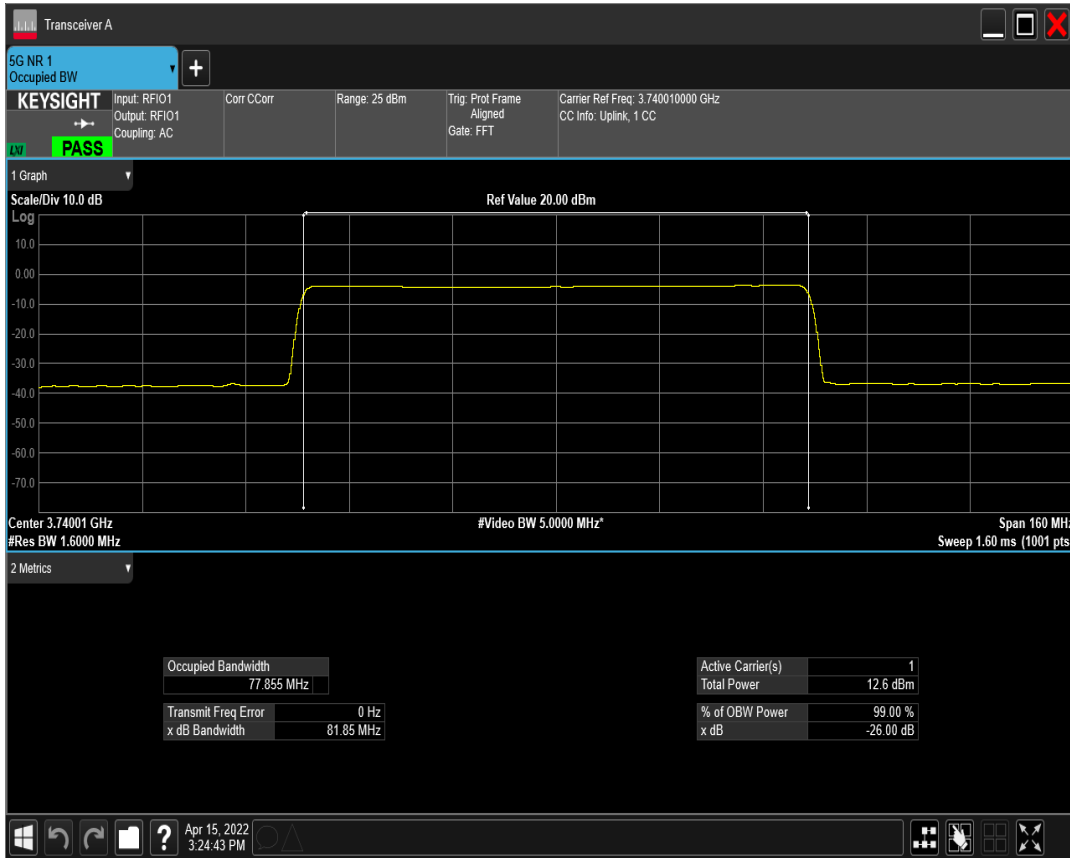 Transceiver A
5G NR 1
Occupied BW
+
KEYSIGHT
LXI
PASS
Input: RFIO1
Output: RFIO1
Coupling: AC
Corr CCorr
Range: 25 dBm
Trig: Prot Frame
Aligned
Gate: FFT
Carrier Ref Freq: 3.740010000 GHz
CC Info: Uplink, 1 CC
1 Graph
Scale/Div 10.0 dB
Ref Value 20.00 dBm
Log
10.0
0.00
-10.0
-20.0
-30.0
-40.0
-50.0
-60.0
-70.0
Center 3.74001 GHz
#Video BW 5.0000 MHz*
Span 160 MHz
#Res BW 1.6000 MHz
Sweep 1.60 ms (1001 pts
2 Metrics
Occupied Bandwidth
77.855 MHz
Transmit Freq Error 0 Hz
x dB Bandwidth 81.85 MHz
Active Carrier(s) 1
Total Power 12.6 dBm
% of OBW Power 99.00 %
x dB -26.00 dB
?
Apr 15, 2022
3:24:43 PM